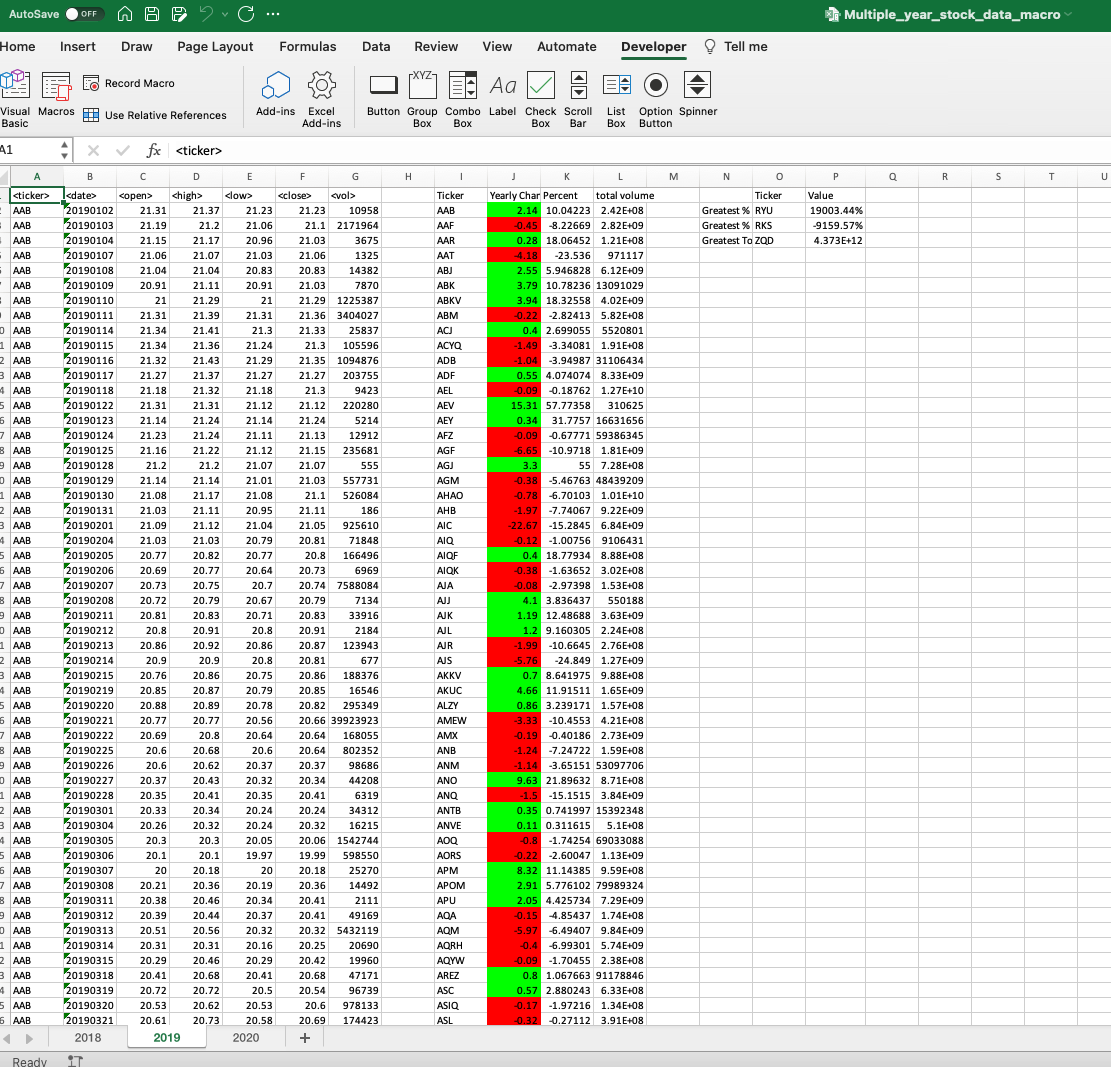 AutoSave OFF Multiple_year_stock_data_macro
Home Insert Draw Page Layout Formulas Data Review View Automate Developer Tell me
Visual Basic Macros Record Macro Use Relative References Add-ins Excel Add-ins Button Group Box Combo Box Label Check Box Scroll Bar List Box Option Button Spinner
A1 fx <ticker>
A B C D E F G H I J K L M N O P Q R S T U
<ticker> <date> <open> <high> <low> <close> <vol> Ticker Yearly Char Percent total volume Ticker Value
AAB 20190102 21.31 21.37 21.23 21.23 10958 AAB 2.14 10.04223 2.42E+08 Greatest % RYU 19003.44%
AAB 20190103 21.19 21.2 21.06 21.1 2171964 AAF -0.45 -8.22669 2.82E+09 Greatest % RKS -9159.57%
AAB 20190104 21.15 21.17 20.96 21.03 3675 AAR 0.28 18.06452 1.21E+08 Greatest To ZQD 4.373E+12
AAB 20190107 21.06 21.07 21.03 21.06 1325 AAT -4.18 -23.536 971117
AAB 20190108 21.04 21.04 20.83 20.83 14382 ABJ 2.55 5.946828 6.12E+09
AAB 20190109 20.91 21.11 20.91 21.03 7870 ABK 3.79 10.78236 13091029
AAB 20190110 21 21.29 21 21.29 1225387 ABKV 3.94 18.32558 4.02E+09
AAB 20190111 21.31 21.39 21.31 21.36 3404027 ABM -0.22 -2.82413 5.82E+08
AAB 20190114 21.34 21.41 21.3 21.33 25837 ACJ 0.4 2.699055 5520801
AAB 20190115 21.34 21.36 21.24 21.3 105596 ACYQ -1.49 -3.34081 1.91E+08
AAB 20190116 21.32 21.43 21.29 21.35 1094876 ADB -1.04 -3.94987 31106434
AAB 20190117 21.27 21.37 21.27 21.27 203755 ADF 0.55 4.074074 8.33E+09
AAB 20190118 21.18 21.32 21.18 21.3 9423 AEL -0.09 -0.18762 1.27E+10
AAB 20190122 21.31 21.31 21.12 21.12 220280 AEV 15.31 57.77358 310625
AAB 20190123 21.14 21.24 21.14 21.24 5214 AEY 0.34 31.7757 16631656
AAB 20190124 21.23 21.24 21.11 21.13 12912 AFZ -0.09 -0.67771 59386345
AAB 20190125 21.16 21.22 21.12 21.15 235681 AGF -6.65 -10.9718 1.81E+09
AAB 20190128 21.2 21.2 21.07 21.07 555 AGJ 3.3 55 7.28E+08
AAB 20190129 21.14 21.14 21.01 21.03 557731 AGM -0.38 -5.46763 48439209
AAB 20190130 21.08 21.17 21.08 21.1 526084 AHAO -0.78 -6.70103 1.01E+10
AAB 20190131 21.03 21.11 20.95 21.11 186 AHB -1.97 -7.74067 9.22E+09
AAB 20190201 21.09 21.12 21.04 21.05 925610 AIC -22.67 -15.2845 6.84E+09
AAB 20190204 21.03 21.03 20.79 20.81 71848 AIQ -0.12 -1.00756 9106431
AAB 20190205 20.77 20.82 20.77 20.8 166496 AIQF 0.4 18.77934 8.88E+08
AAB 20190206 20.69 20.77 20.64 20.73 6969 AIQK -0.38 -1.63652 3.02E+08
AAB 20190207 20.73 20.75 20.7 20.74 7588084 AJA -0.08 -2.97398 1.53E+08
AAB 20190208 20.72 20.79 20.67 20.79 7134 AJJ 4.1 3.836437 550188
AAB 20190211 20.81 20.83 20.71 20.83 33916 AJK 1.19 12.48688 3.63E+09
AAB 20190212 20.8 20.91 20.8 20.91 2184 AJL 1.2 9.160305 2.24E+08
AAB 20190213 20.86 20.92 20.86 20.87 123943 AJR -1.99 -10.6645 2.76E+08
AAB 20190214 20.9 20.9 20.8 20.81 677 AJS -5.76 -24.849 1.27E+09
AAB 20190215 20.76 20.86 20.75 20.86 188376 AKKV 0.7 8.641975 9.88E+08
AAB 20190219 20.85 20.87 20.79 20.85 16546 AKUC 4.66 11.91511 1.65E+09
AAB 20190220 20.88 20.89 20.78 20.82 295349 ALZY 0.86 3.239171 1.57E+08
AAB 20190221 20.77 20.77 20.56 20.66 39923923 AMEW -3.33 -10.4553 4.21E+08
AAB 20190222 20.69 20.8 20.64 20.64 168055 AMX -0.19 -0.40186 2.73E+09
AAB 20190225 20.6 20.68 20.6 20.64 802352 ANB -1.24 -7.24722 1.59E+08
AAB 20190226 20.6 20.62 20.37 20.37 98686 ANM -1.14 -3.65151 53097706
AAB 20190227 20.37 20.43 20.32 20.34 44208 ANO 9.63 21.89632 8.71E+08
AAB 20190228 20.35 20.41 20.35 20.41 6319 ANQ -1.5 -15.1515 3.84E+09
AAB 20190301 20.33 20.34 20.24 20.24 34312 ANTB 0.35 0.741997 15392348
AAB 20190304 20.26 20.32 20.24 20.32 16215 ANVE 0.11 0.311615 5.1E+08
AAB 20190305 20.3 20.3 20.05 20.06 1542744 AOQ -0.8 -1.74254 69033088
AAB 20190306 20.1 20.1 19.97 19.99 598550 AORS -0.22 -2.60047 1.13E+09
AAB 20190307 20 20.18 20 20.18 25270 APM 8.32 11.14385 9.59E+08
AAB 20190308 20.21 20.36 20.19 20.36 14492 APOM 2.91 5.776102 79989324
AAB 20190311 20.38 20.46 20.34 20.41 2111 APU 2.05 4.425734 7.29E+09
AAB 20190312 20.39 20.44 20.37 20.41 49169 AQA -0.15 -4.85437 1.74E+08
AAB 20190313 20.51 20.56 20.32 20.32 5432119 AQM -5.97 -6.49407 9.84E+09
AAB 20190314 20.31 20.31 20.16 20.25 20690 AQRH -0.4 -6.99301 5.74E+09
AAB 20190315 20.29 20.46 20.29 20.42 19960 AQYW -0.09 -1.70455 2.38E+08
AAB 20190318 20.41 20.68 20.41 20.68 47171 AREZ 0.8 1.067663 91178846
AAB 20190319 20.72 20.72 20.5 20.54 96739 ASC 0.57 2.880243 6.33E+08
AAB 20190320 20.53 20.62 20.53 20.6 978133 ASIQ -0.17 -1.97216 1.34E+08
AAB 20190321 20.61 20.73 20.58 20.69 174423 ASL -0.32 -0.27112 3.91E+08
2018 2019 2020 +
Ready